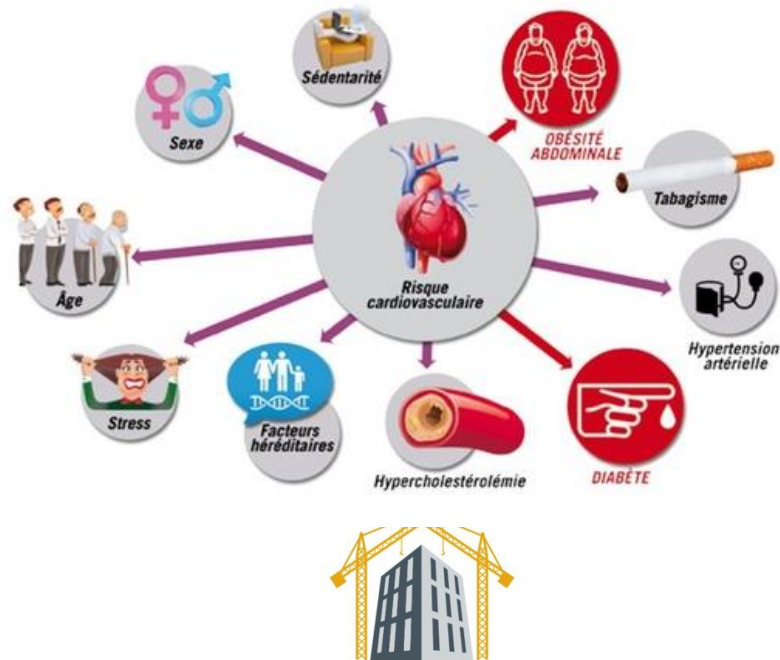 Sédentarité
OBÉSITÉ
ABDOMINALE
Sexe
Tabagisme
Âge
Risque
cardiovasculaire
Hypertension
artérielle
Stress
Facteurs
héréditaires
Hypercholestérolémie
DIABÈTE